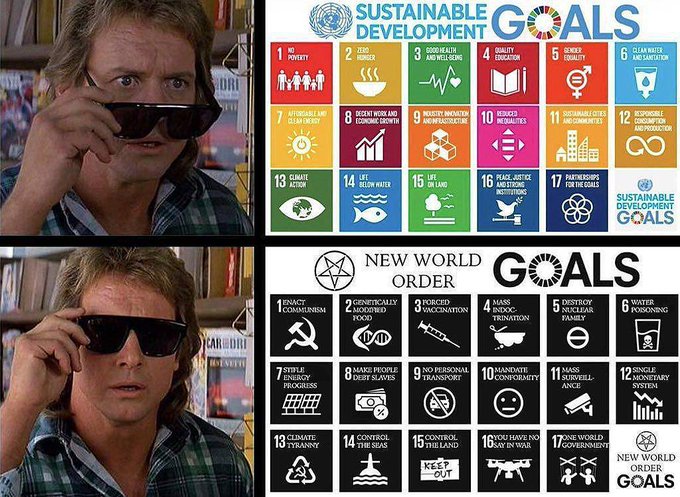 SUSTAINABLE
DEVELOPMENT
GOALS
1 NO
POVERTY
2 ZERO
HUNGER
3 GOOD HEALTH
AND WELL-BEING
4 QUALITY
EDUCATION
5 GENDER
EQUALITY
6 CLEAN WATER
AND SANITATION
7 AFFORDABLE AND
CLEAN ENERGY
8 DECENT WORK AND
ECONOMIC GROWTH
9 INDUSTRY, INNOVATION
AND INFRASTRUCTURE
10 REDUCED
INEQUALITIES
11 SUSTAINABLE CITIES
AND COMMUNITIES
12 RESPONSIBLE
CONSUMPTION
AND PRODUCTION
13 CLIMATE
ACTION
14 LIFE
BELOW WATER
15 LIFE
ON LAND
16 PEACE, JUSTICE
AND STRONG
INSTITUTIONS
17 PARTNERSHIPS
FOR THE GOALS
SUSTAINABLE
DEVELOPMENT
GOALS
NEW WORLD
ORDER
GOALS
1 ENACT
COMMUNISM
2 GENETICALLY
MODIFIED
FOOD
3 FORCED
VACCINATION
4 MASS
INDOC-
TRINATION
5 DESTROY
NUCLEAR
FAMILY
6 WATER
POISONING
7 STIFLE
ENERGY
PROGRESS
8 MAKE PEOPLE
DEBT SLAVES
9 NO PERSONAL
TRANSPORT
10 MANDATE
CONFORMITY
11 MASS
SURVEILL-
ANCE
12 SINGLE
MONETARY
SYSTEM
13 CLIMATE
TYRANNY
14 CONTROL
THE SEAS
15 CONTROL
THE LAND
KEEP
OUT
16 YOU HAVE NO
SAY IN WAR
17 ONE WORLD
GOVERNMENT
NEW WORLD
ORDER
GOALS